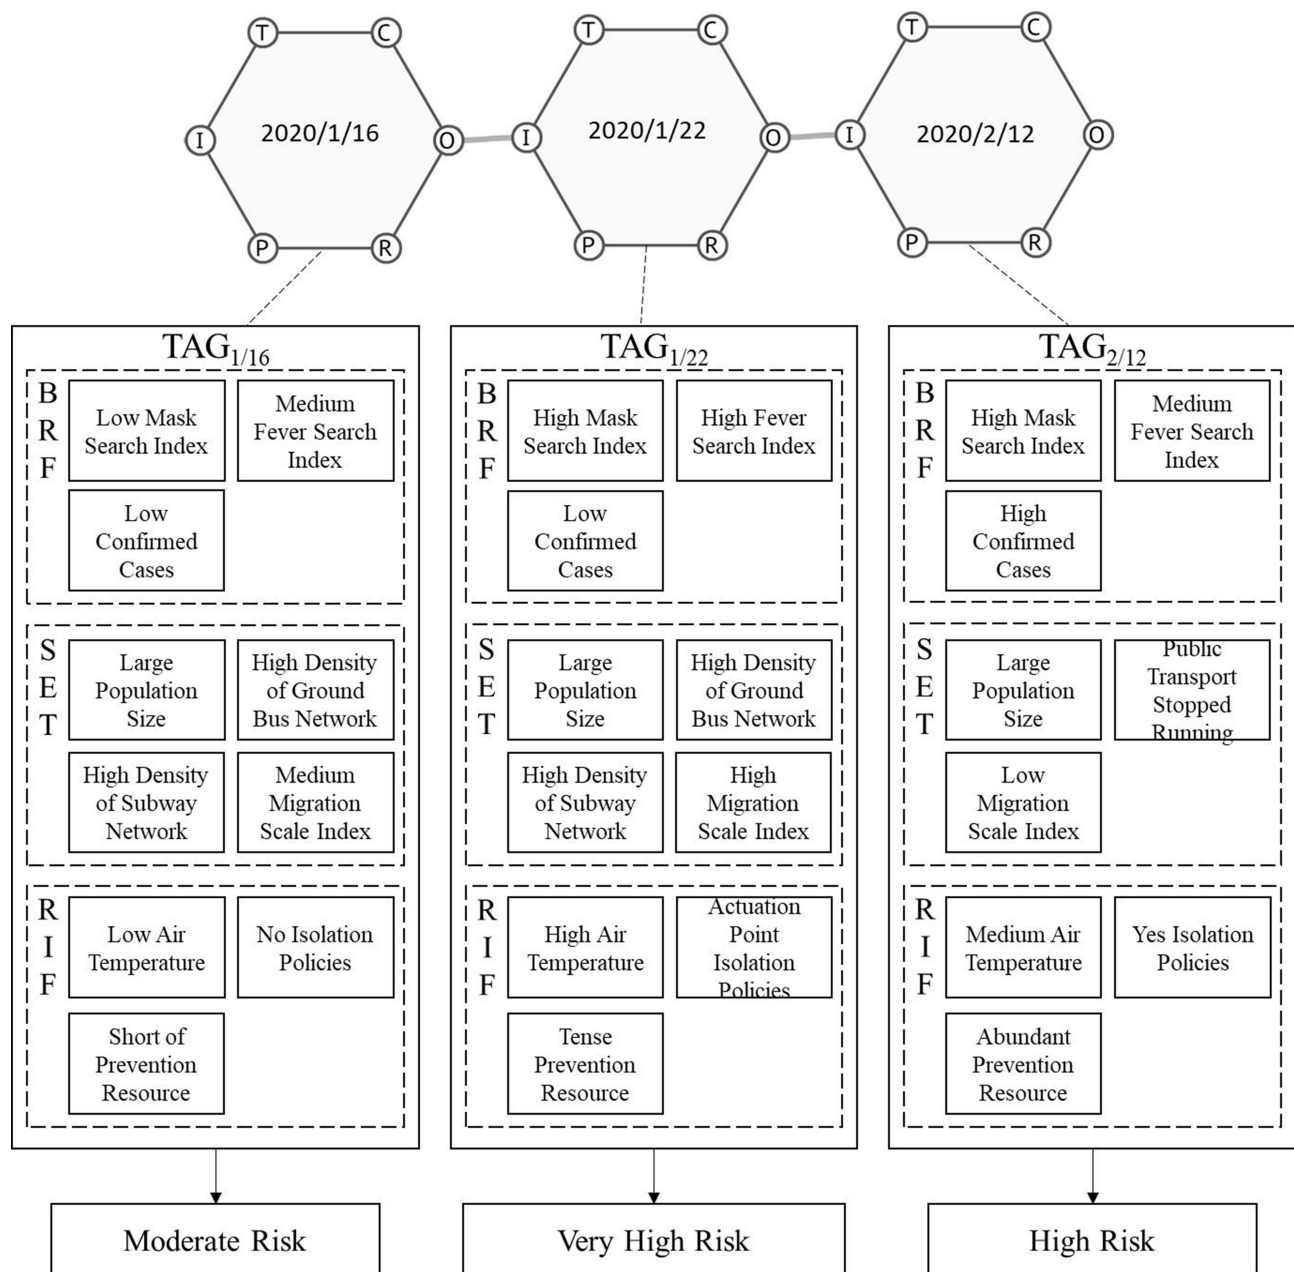 T C T C T C
I 2020/1/16 O I 2020/1/22 O I 2020/2/12 O
P R P R P R
TAG1/16
B
R
F
Low Mask
Search Index
Medium
Fever Search
Index
Low
Confirmed
Cases
S
E
T
Large
Population
Size
High Density
of Ground
Bus Network
High Density
of Subway
Network
Medium
Migration
Scale Index
R
I
F
Low Air
Temperature
No Isolation
Policies
Short of
Prevention
Resource
Moderate Risk
TAG1/22
B
R
F
High Mask
Search Index
High Fever
Search Index
Low
Confirmed
Cases
S
E
T
Large
Population
Size
High Density
of Ground
Bus Network
High Density
of Subway
Network
High
Migration
Scale Index
R
I
F
High Air
Temperature
Actuation
Point
Isolation
Policies
Tense
Prevention
Resource
Very High Risk
TAG2/12
B
R
F
High Mask
Search Index
Medium
Fever Search
Index
High
Confirmed
Cases
S
E
T
Large
Population
Size
Public
Transport
Stopped
Running
Low
Migration
Scale Index
R
I
F
Medium Air
Temperature
Yes Isolation
Policies
Abundant
Prevention
Resource
High Risk